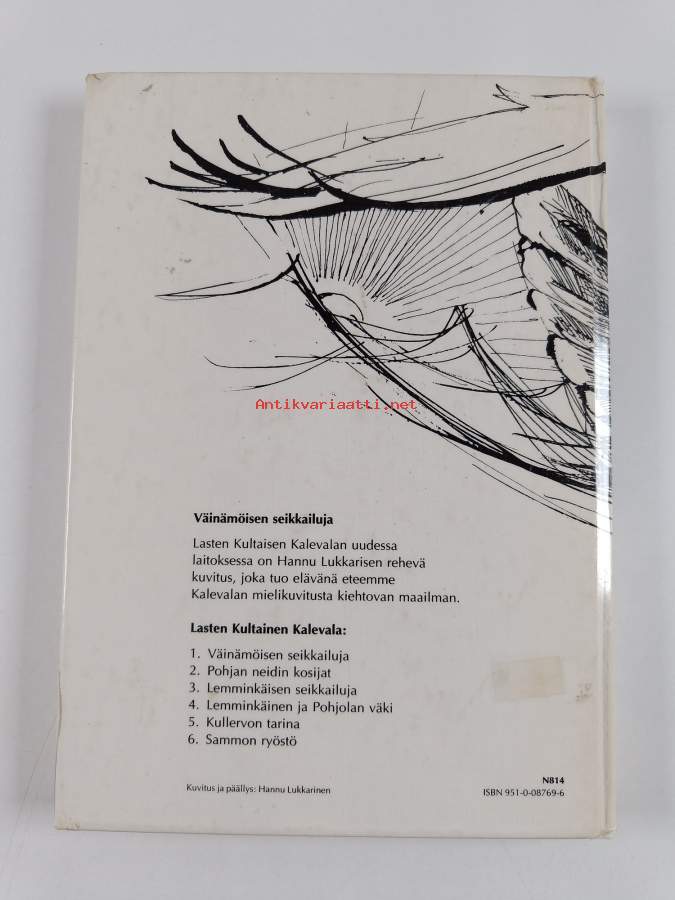 Antikvariaatti.net
Väinämöisen seikkailuja
Lasten Kultaisen Kalevalan uudessa
laitoksessa on Hannu Lukkarisen rehevä
kuvitus, joka tuo elävänä eteemme
Kalevalan mielikuvitusta kiehtovan maailman.
Lasten Kultainen Kalevala:
1. Väinämöisen seikkailuja
2. Pohjan neidin kosijat
3. Lemminkäisen seikkailuja
4. Lemminkäinen ja Pohjolan väki
5. Kullervon tarina
6. Sammon ryöstö
N814
Kuvitus ja päällys: Hannu Lukkarinen
ISBN 951-0-08769-6